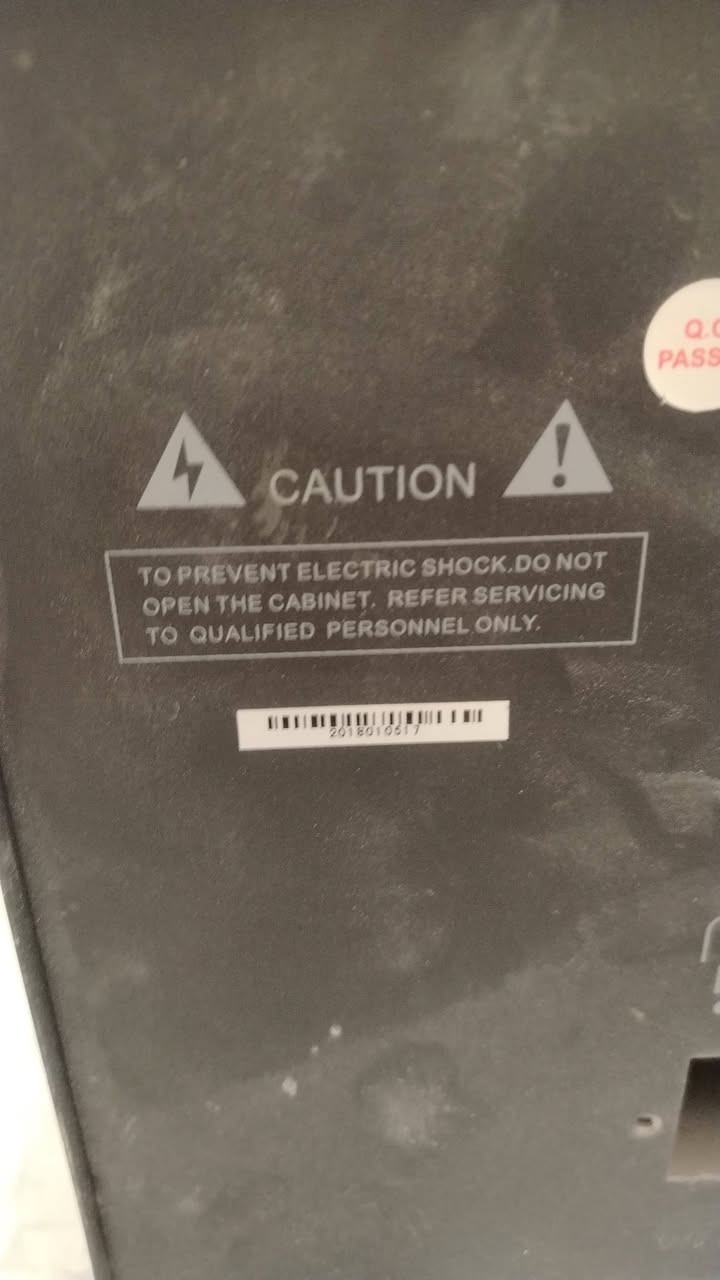 Q.C
PASS
CAUTION
TO PREVENT ELECTRIC SHOCK.DO NOT
OPEN THE CABINET. REFER SERVICING
TO QUALIFIED PERSONNEL ONLY.
2018010517